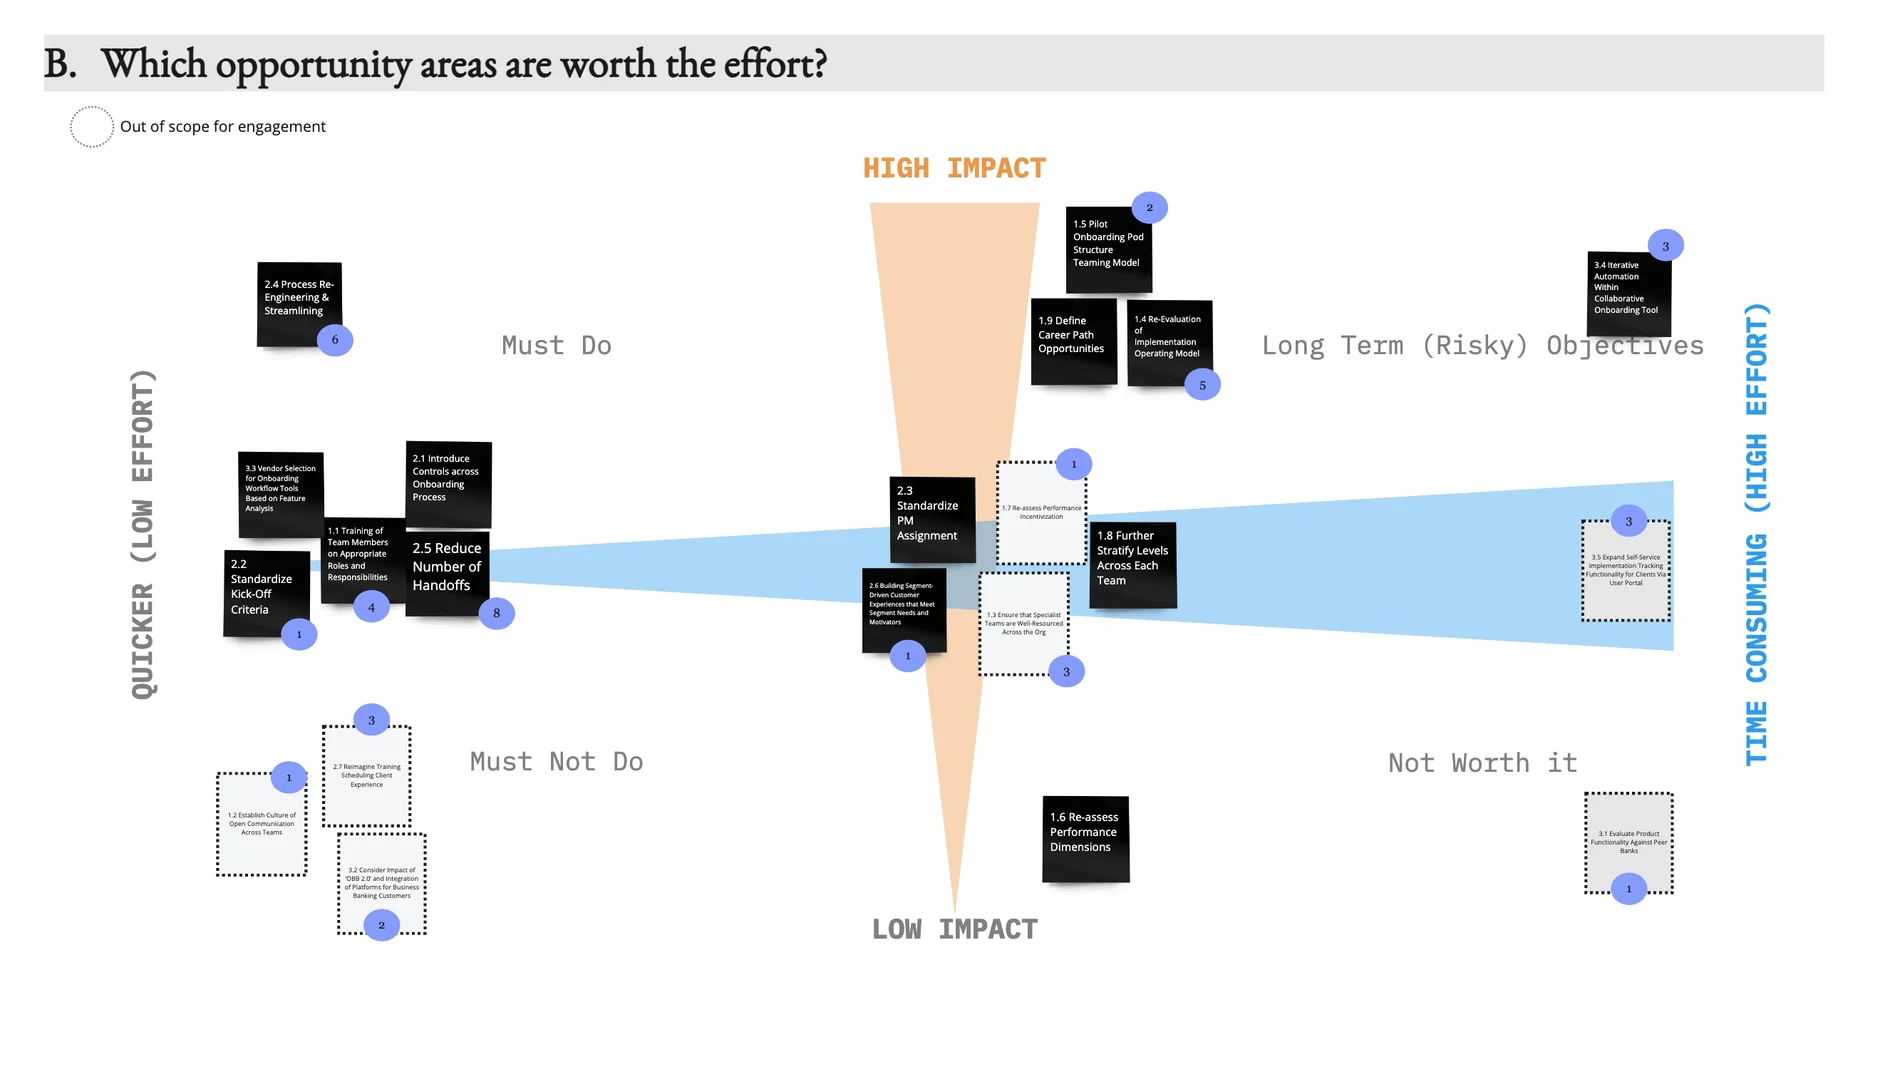 B. Which opportunity areas are worth the effort?
Out of scope for engagement
HIGH IMPACT
2
1.5 Pilot
Onboarding Pod
Structure
Teaming Model
3
3.4 Iterative
Automation
Within
Collaborative
Onboarding Tool
2.4 Process Re-
Engineering &
Streamlining
6
Must Do
1.9 Define
Career Path
Opportunities
1.4 Re-Evaluation
of
Implementation
Operating Model
5
Long Term (Risky) Objectives
QUICKER (LOW EFFORT)
TIME CONSUMING (HIGH EFFORT)
3.3 Vendor Selection
for Onboarding
Workflow Tools
Based on Feature
Analysis
2.1 Introduce
Controls across
Onboarding
Process
2.2
Standardize
Kick-Off
Criteria
1
1.1 Training of
Team Members
on Appropriate
Roles and
Responsibilities
4
2.5 Reduce
Number of
Handoffs
8
2.3
Standardize
PM
Assignment
1
1.7 Re-assess Performance
Incentivization
1.8 Further
Stratify Levels
Across Each
Team
2.6 Building Segment-
Driven Customer
Experiences that Meet
Segment Needs and
Motivators
1
1.3 Ensure that Specialist
Teams are Well-Resourced
Across the Org
3
3
3.5 Expand Self-Service
Implementation Tracking
Functionality for Clients Via
User Portal
3
2.7 Reimagine Training
Scheduling Client
Experience
Must Not Do
Not Worth it
1
1.2 Establish Culture of
Open Communication
Across Teams
3.2 Consider Impact of
'OBB 2.0' and Integration
of Platforms for Business
Banking Customers
2
1.6 Re-assess
Performance
Dimensions
3.1 Evaluate Product
Functionality Against Peer
Banks
1
LOW IMPACT